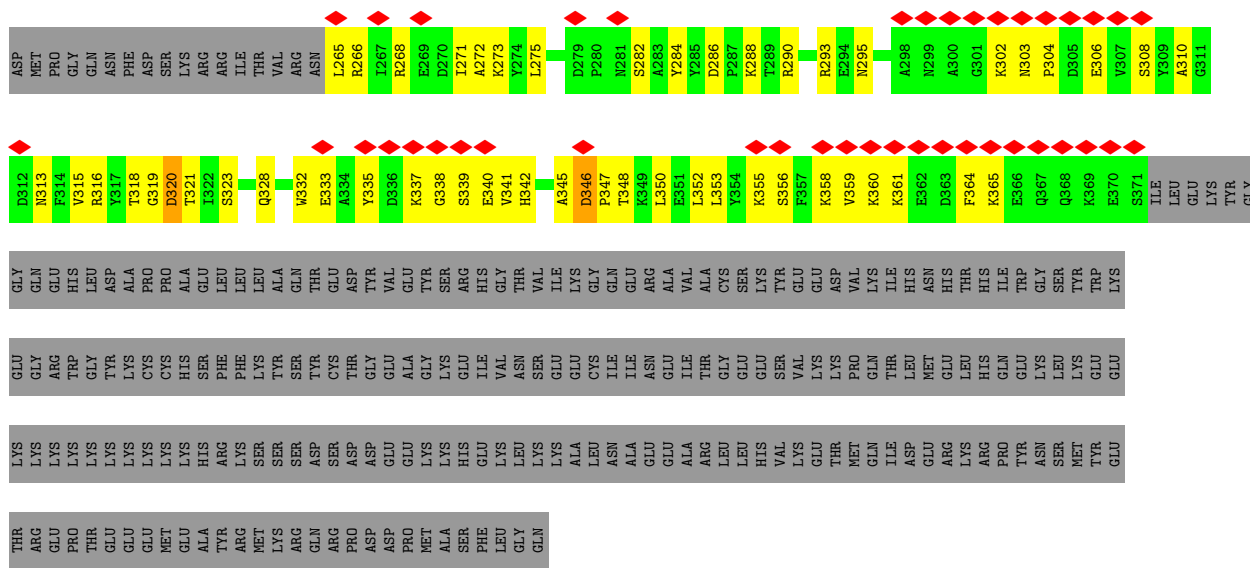 ASP MET PRO GLY GLN ASN PHE ASP SER LYS ARG ARG ILE THR VAL ARG ASN L265 R266 I267 R268 E269 D270 I271 A272 K273 Y274 L275 D279 P280 N281 S282 A283 Y284 Y285 D286 P287 K288 T289 R290 R293 E294 N295 A298 N299 A300 G301 K302 N303 P304 D305 E306 V307 S308 Y309 A310 G311
D312 N313 F314 V315 R316 Y317 T318 G319 D320 T321 I322 S323 Q328 W332 E333 A334 Y335 D336 K337 G338 S339 E340 V341 H342 A345 D346 P347 T348 K349 L350 E351 L352 L353 Y354 K355 S356 F357 K358 V359 K360 K361 E362 D363 F364 K365 E366 Q367 Q368 K369 E370 S371 ILE LEU GLU LYS TYR GLY
GLY GLN GLU HIS LEU ASP ALA PRO PRO ALA GLU LEU LEU LEU ALA GLN THR GLU ASP TYR VAL GLU TYR SER ARG HIS GLY THR VAL ILE LYS GLY GLN GLU ARG ALA VAL ALA CYS SER LYS TYR GLU GLU ASP VAL LYS ILE HIS ASN HIS THR HIS ILE TRP GLY SER TYR TRP LYS
GLU GLY ARG TRP GLY TYR LYS CYS CYS HIS SER PHE PHE LYS TYR SER TYR CYS THR GLY GLU ALA GLY LYS GLU ILE VAL ASN SER GLU GLU CYS ILE ILE ASN GLU ILE THR GLY GLU GLU SER VAL LYS LYS PRO GLN THR LEU MET GLU LEU HIS GLN GLU LYS LEU LYS GLU GLU
LYS LYS LYS LYS LYS LYS LYS LYS LYS HIS ARG LYS SER SER SER ASP SER ASP ASP GLU GLU LYS LYS HIS GLU LYS LEU LYS LYS ALA LEU ASN ALA GLU GLU ALA ARG LEU LEU HIS VAL LYS GLU THR MET GLN ILE ASP GLU ARG LYS ARG PRO TYR ASN SER MET TYR GLU
THR ARG GLU PRO THR GLU GLU GLU MET GLU ALA TYR ARG MET LYS ARG GLN ARG PRO ASP ASP PRO MET ALA SER PHE LEU GLY GLN